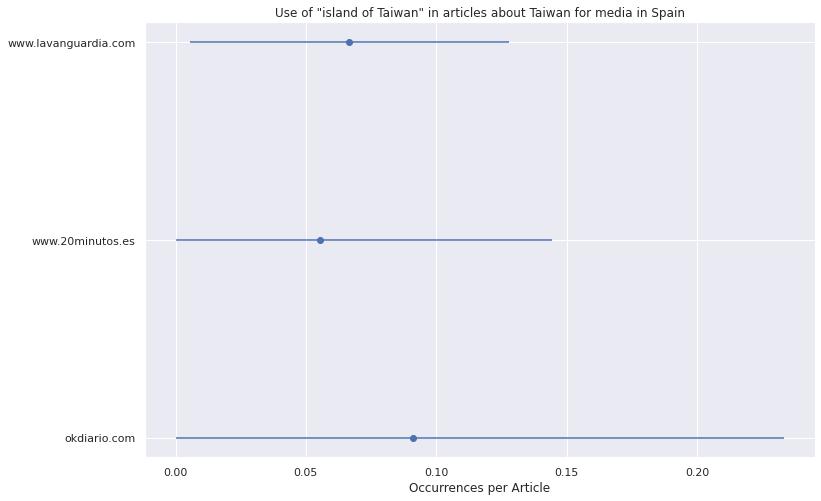 Use of "island of Taiwan" in articles about Taiwan for media in Spain
www.lavanguardia.com
www.20minutos.es
okdiario.com
0.00 0.05 0.10 0.15 0.20
Occurrences per Article